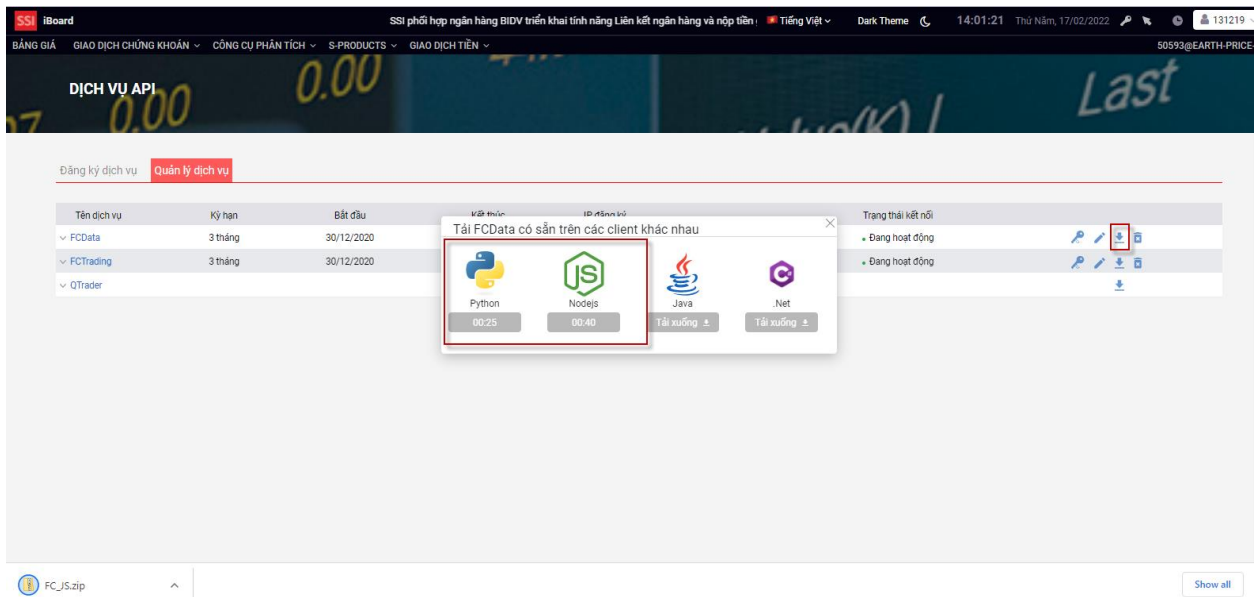 SSI iBoard
SSI phối hợp ngân hàng BIDV triển khai tính năng Liên kết ngân hàng và nộp tiền
Tiếng Việt
Dark Theme
14:01:21 Thứ Năm, 17/02/2022
131219
BẢNG GIÁ GIAO DỊCH CHỨNG KHOÁN CÔNG CỤ PHÂN TÍCH S-PRODUCTS GIAO DỊCH TIỀN
50593@EARTH-PRICE-
DỊCH VỤ API
0.00 0.00 Last
07
Đăng ký dịch vụ Quản lý dịch vụ
Tên dịch vụ Kỳ hạn Bắt đầu Kết thúc IP đăng ký Trạng thái kết nối
FCData 3 tháng 30/12/2020 Đang hoạt động
FCTrading 3 tháng 30/12/2020 Đang hoạt động
QTrader
Tải FCData có sẵn trên các client khác nhau
JS
Python Nodejs Java .Net
00:25 00:40 Tải xuống Tải xuống
FC_JS.zip
Show all